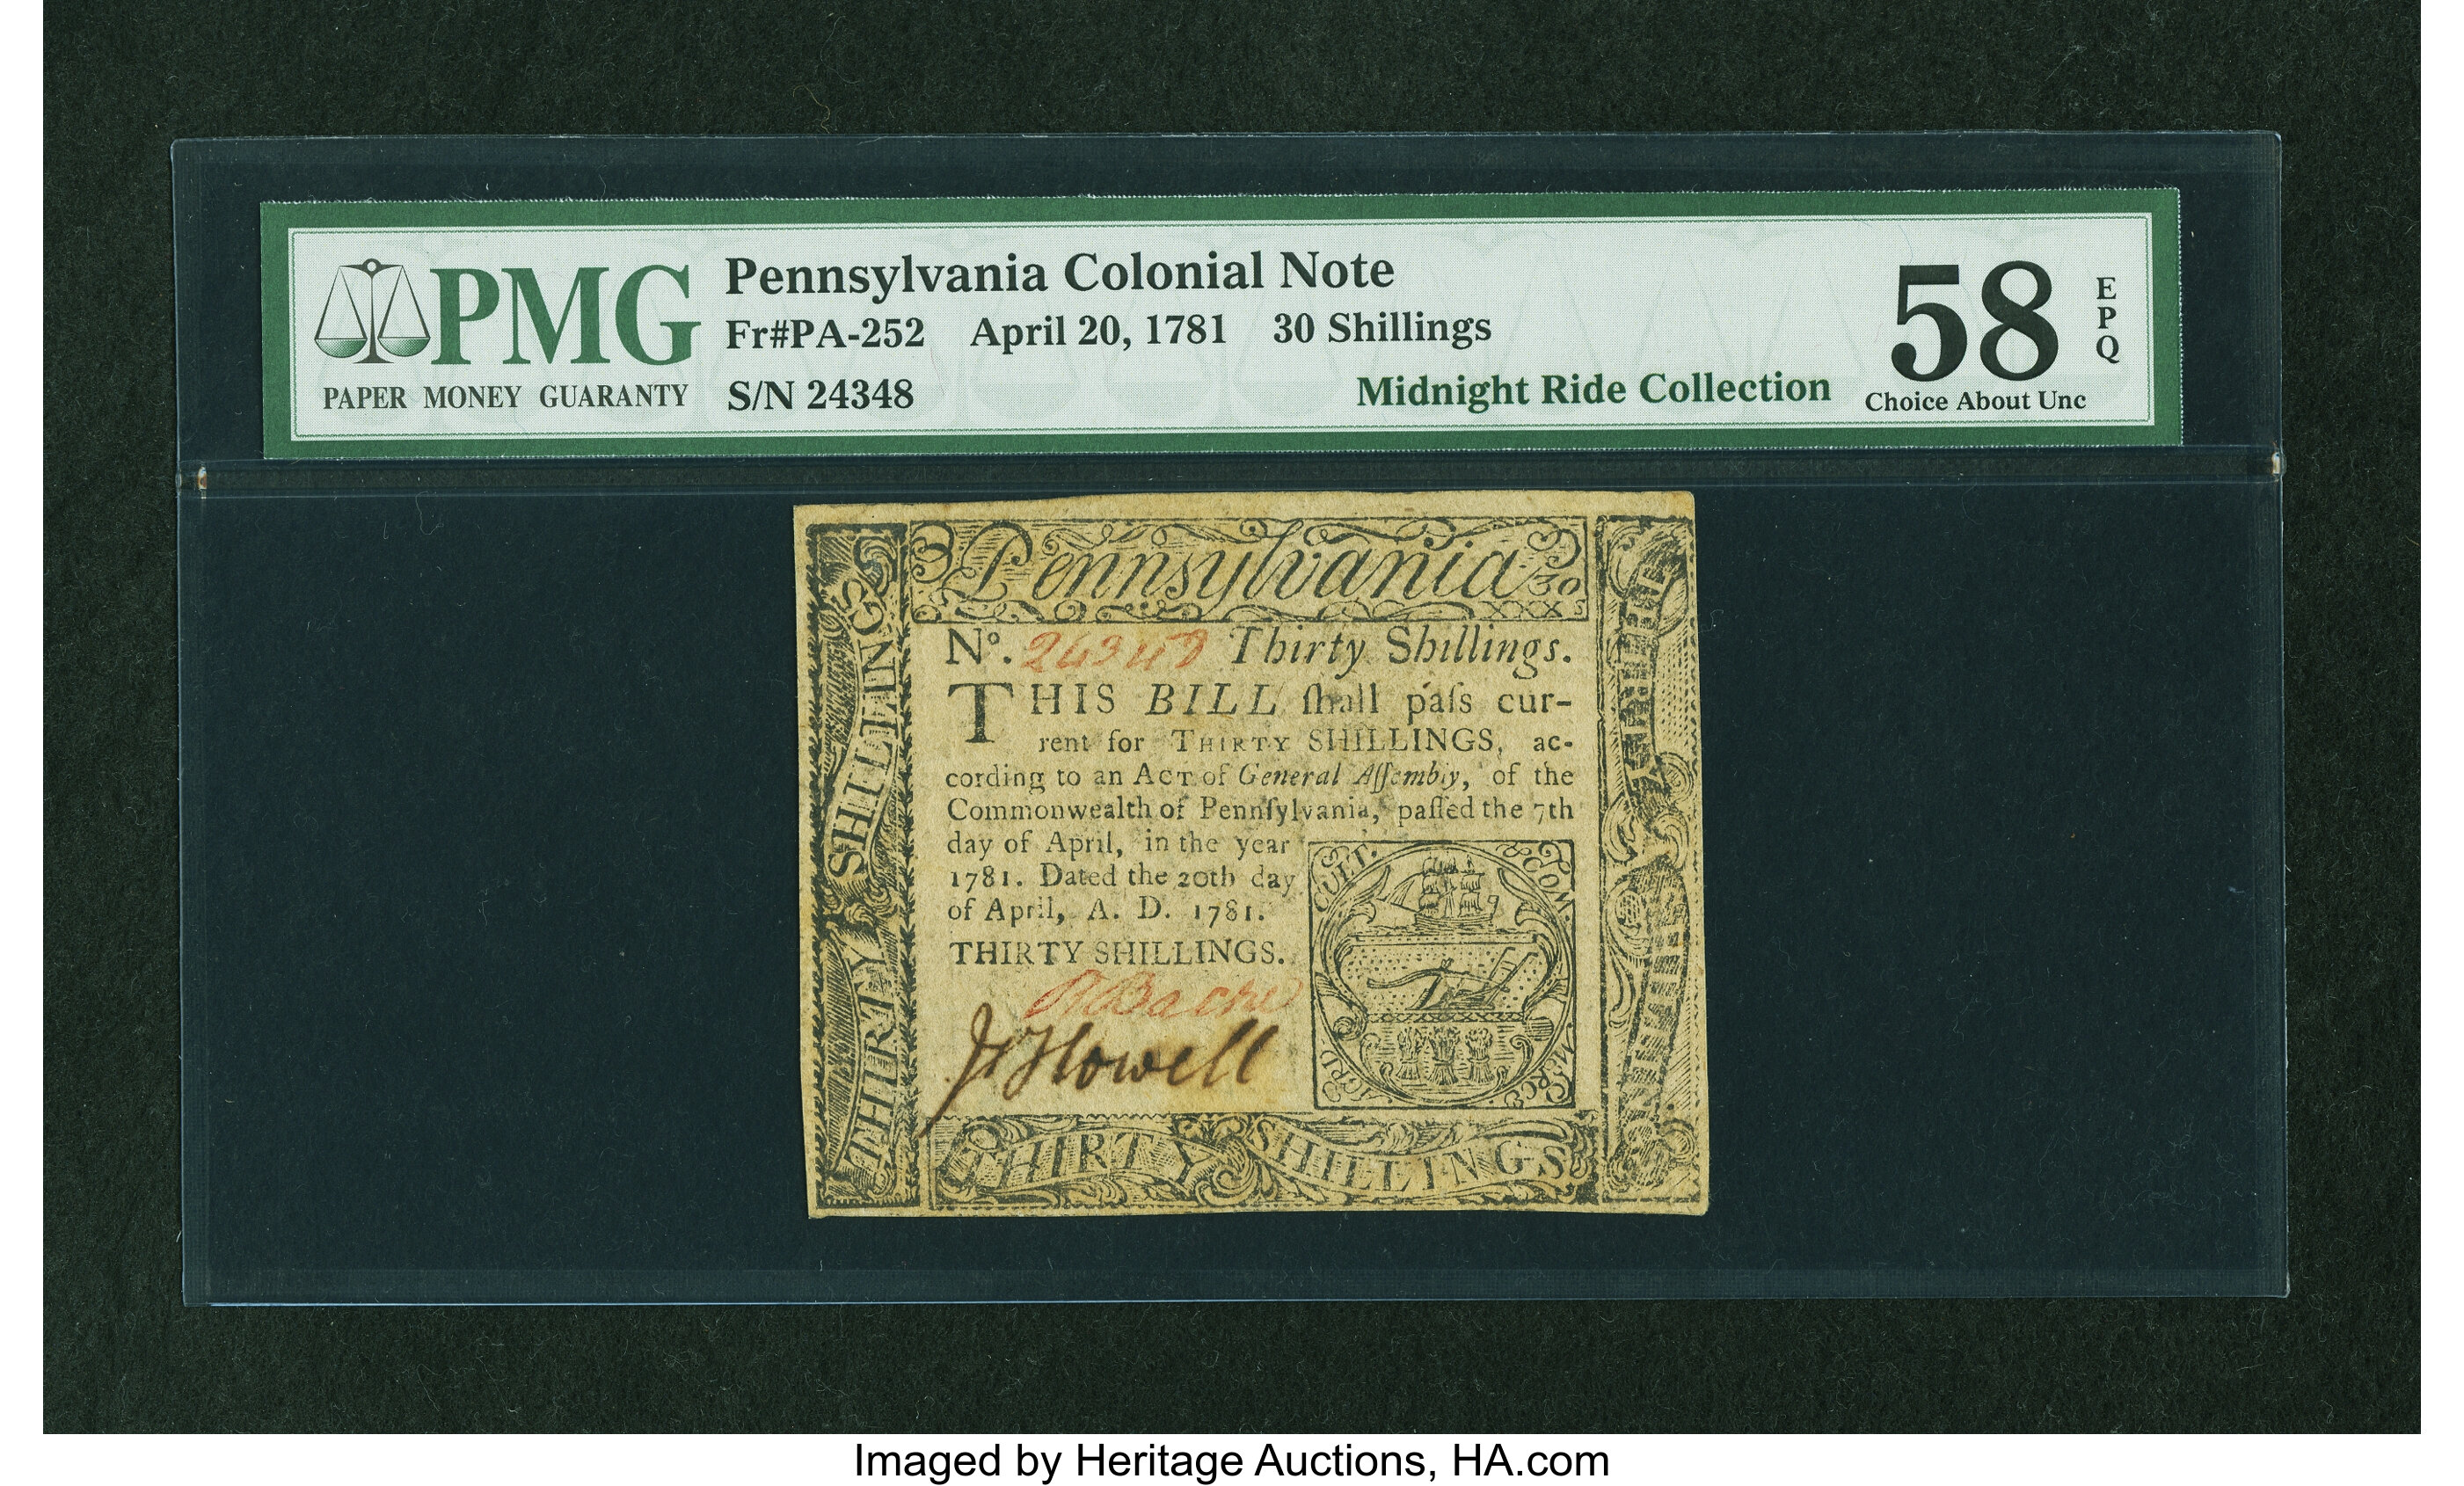 PMG
PAPER MONEY GUARANTY
Pennsylvania Colonial Note
Fr#PA-252 April 20, 1781 30 Shillings
S/N 24348
Midnight Ride Collection
58
EPQ
Choice About Unc
Pennsylvania 30
XXX s
No. 24348 Thirty Shillings.
THIS BILL ſhall paſs cur-
rent for THIRTY SHILLINGS, ac-
cording to an ACT of General Aſſembly, of the
Commonwealth of Pennſylvania, paſſed the 7th
day of April, in the year
1781. Dated the 20th day
of April, A. D. 1781.
THIRTY SHILLINGS.
R Bache
J Howell
THIRTY SHILLINGS
THIRTY SHILLINGS
THIRTY SHILLINGS
Imaged by Heritage Auctions, HA.com